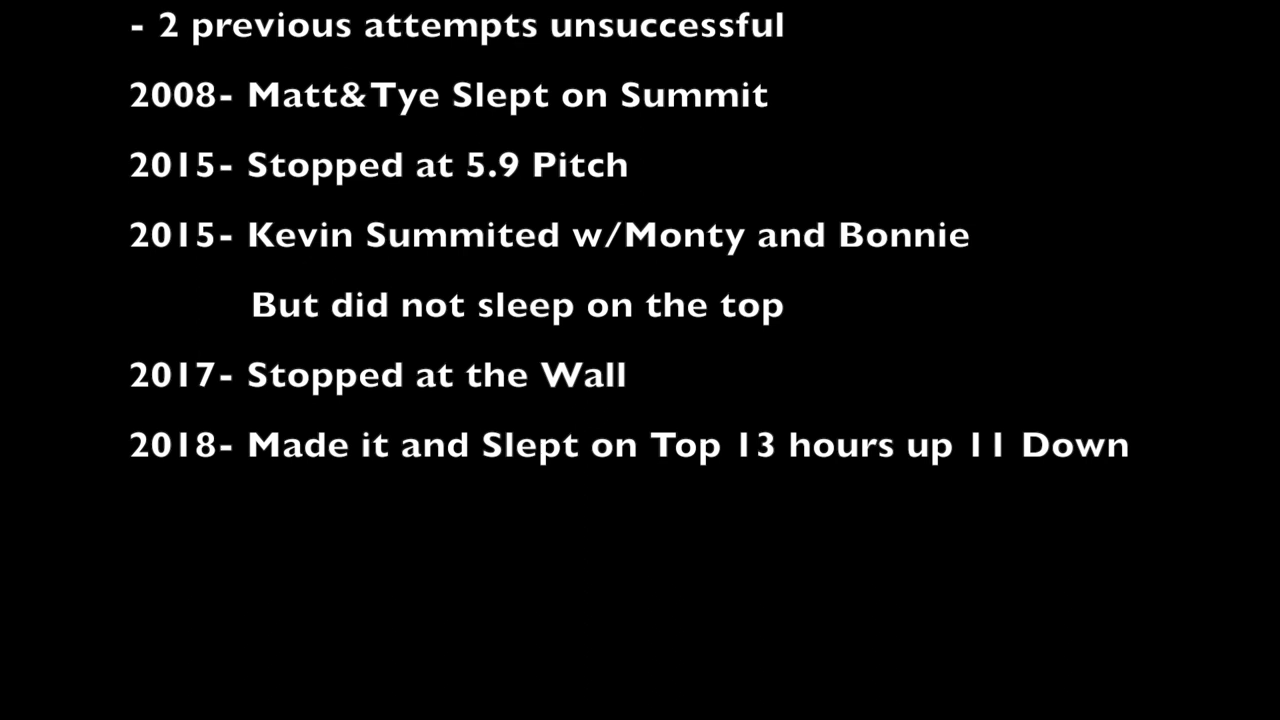 - 2 previous attempts unsuccessful
2008- Matt&Tye Slept on Summit
2015- Stopped at 5.9 Pitch
2015- Kevin Summited w/Monty and Bonnie
But did not sleep on the top
2017- Stopped at the Wall
2018- Made it and Slept on Top 13 hours up 11 Down